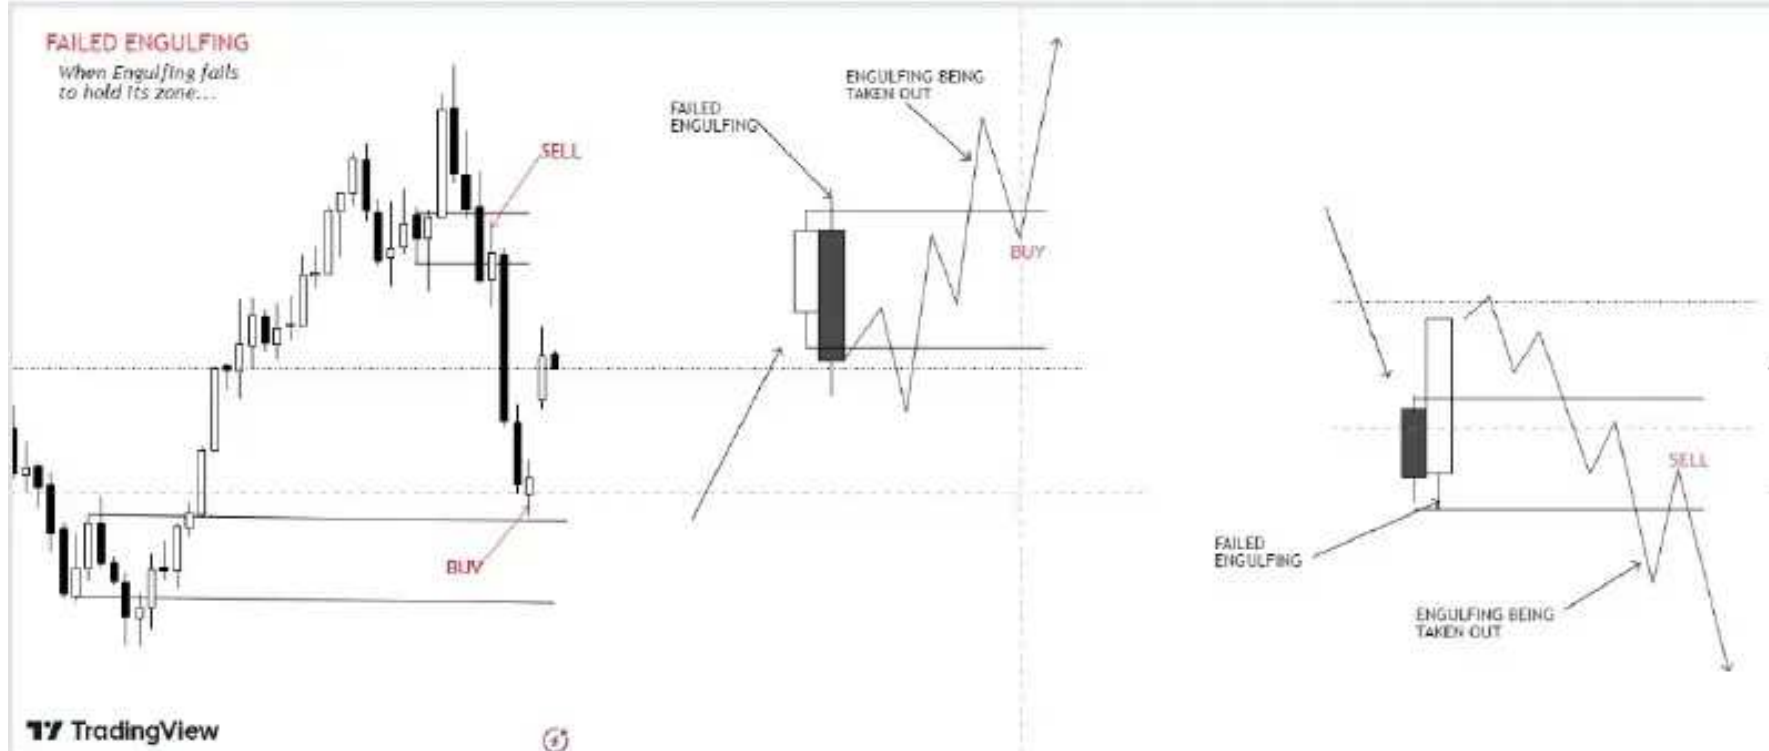 FAILED ENGULFING
When Engulfing fails
to hold its zone...
SELL
BUY
FAILED
ENGULFING
ENGULFING BEING
TAKEN OUT
BUY
SELL
FAILED
ENGULFING
ENGULFING BEING
TAKEN OUT
TradingView